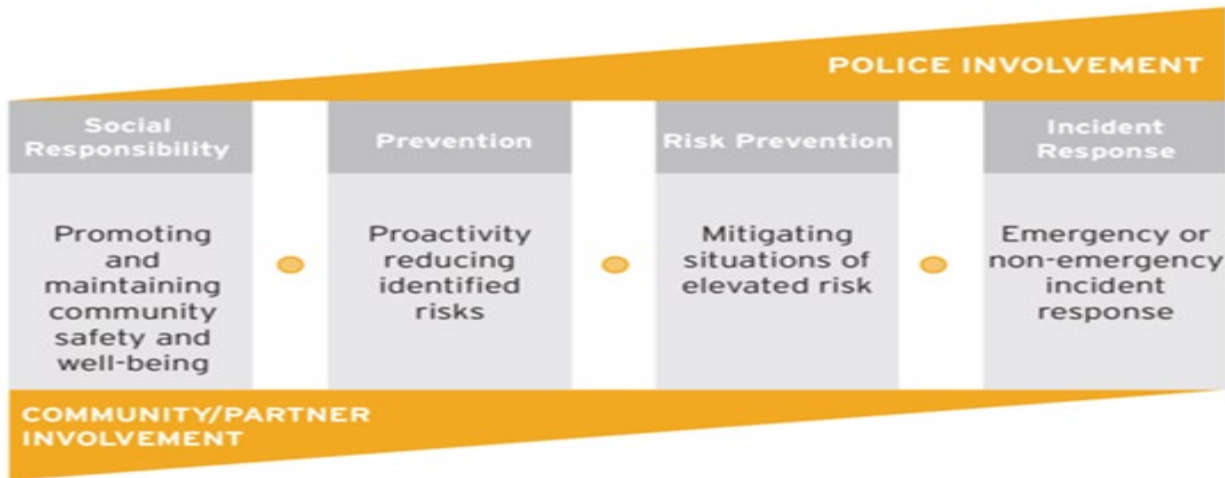 POLICE INVOLVEMENT
Social
Responsibility
Promoting
and
maintaining
community
safety and
well-being
Prevention
Proactivity
reducing
identified
risks
Risk Prevention
Mitigating
situations of
elevated risk
Incident
Response
Emergency or
non-emergency
incident
response
COMMUNITY/PARTNER
INVOLVEMENT